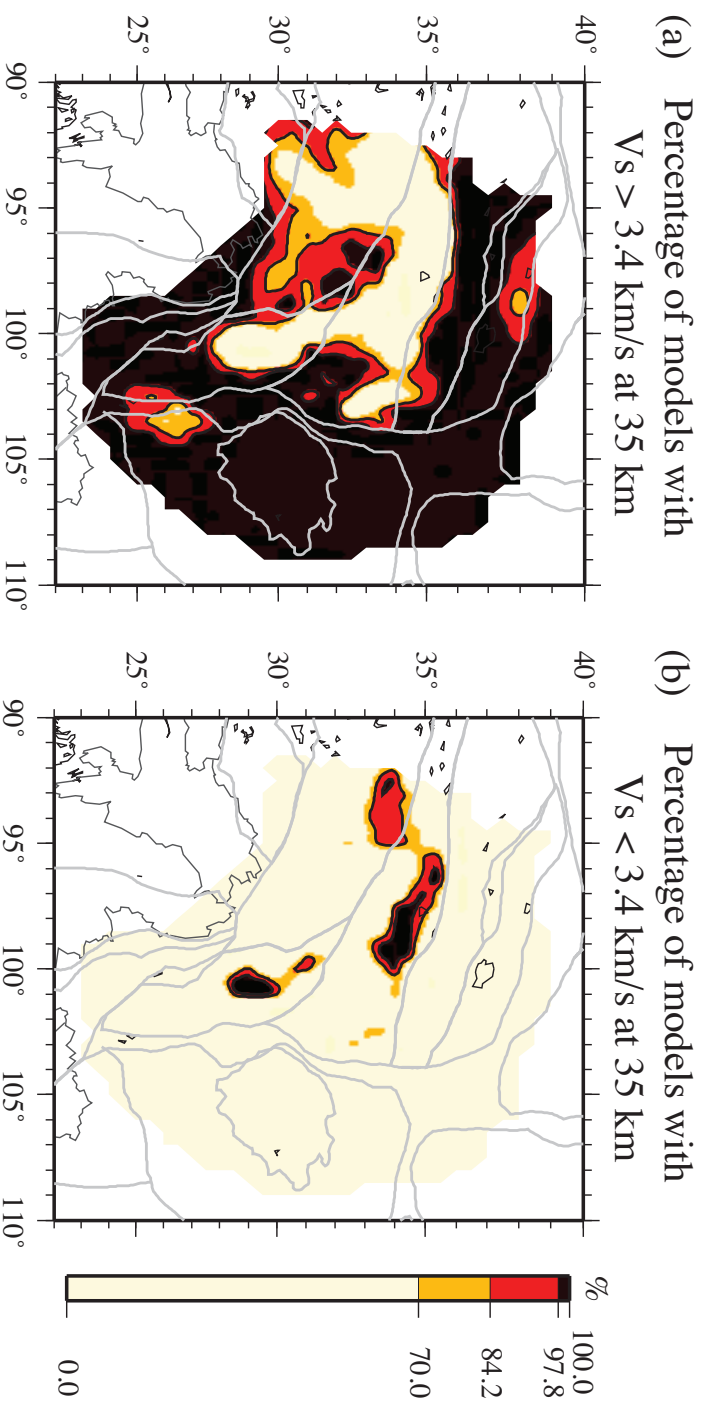 (a) Percentage of models with
Vs > 3.4 km/s at 35 km
40˚
35˚
30˚
25˚
90˚ 95˚ 100˚ 105˚ 110˚
(b) Percentage of models with
Vs < 3.4 km/s at 35 km
40˚
35˚
30˚
25˚
90˚ 95˚ 100˚ 105˚ 110˚
%
100.0
97.8
84.2
70.0
0.0